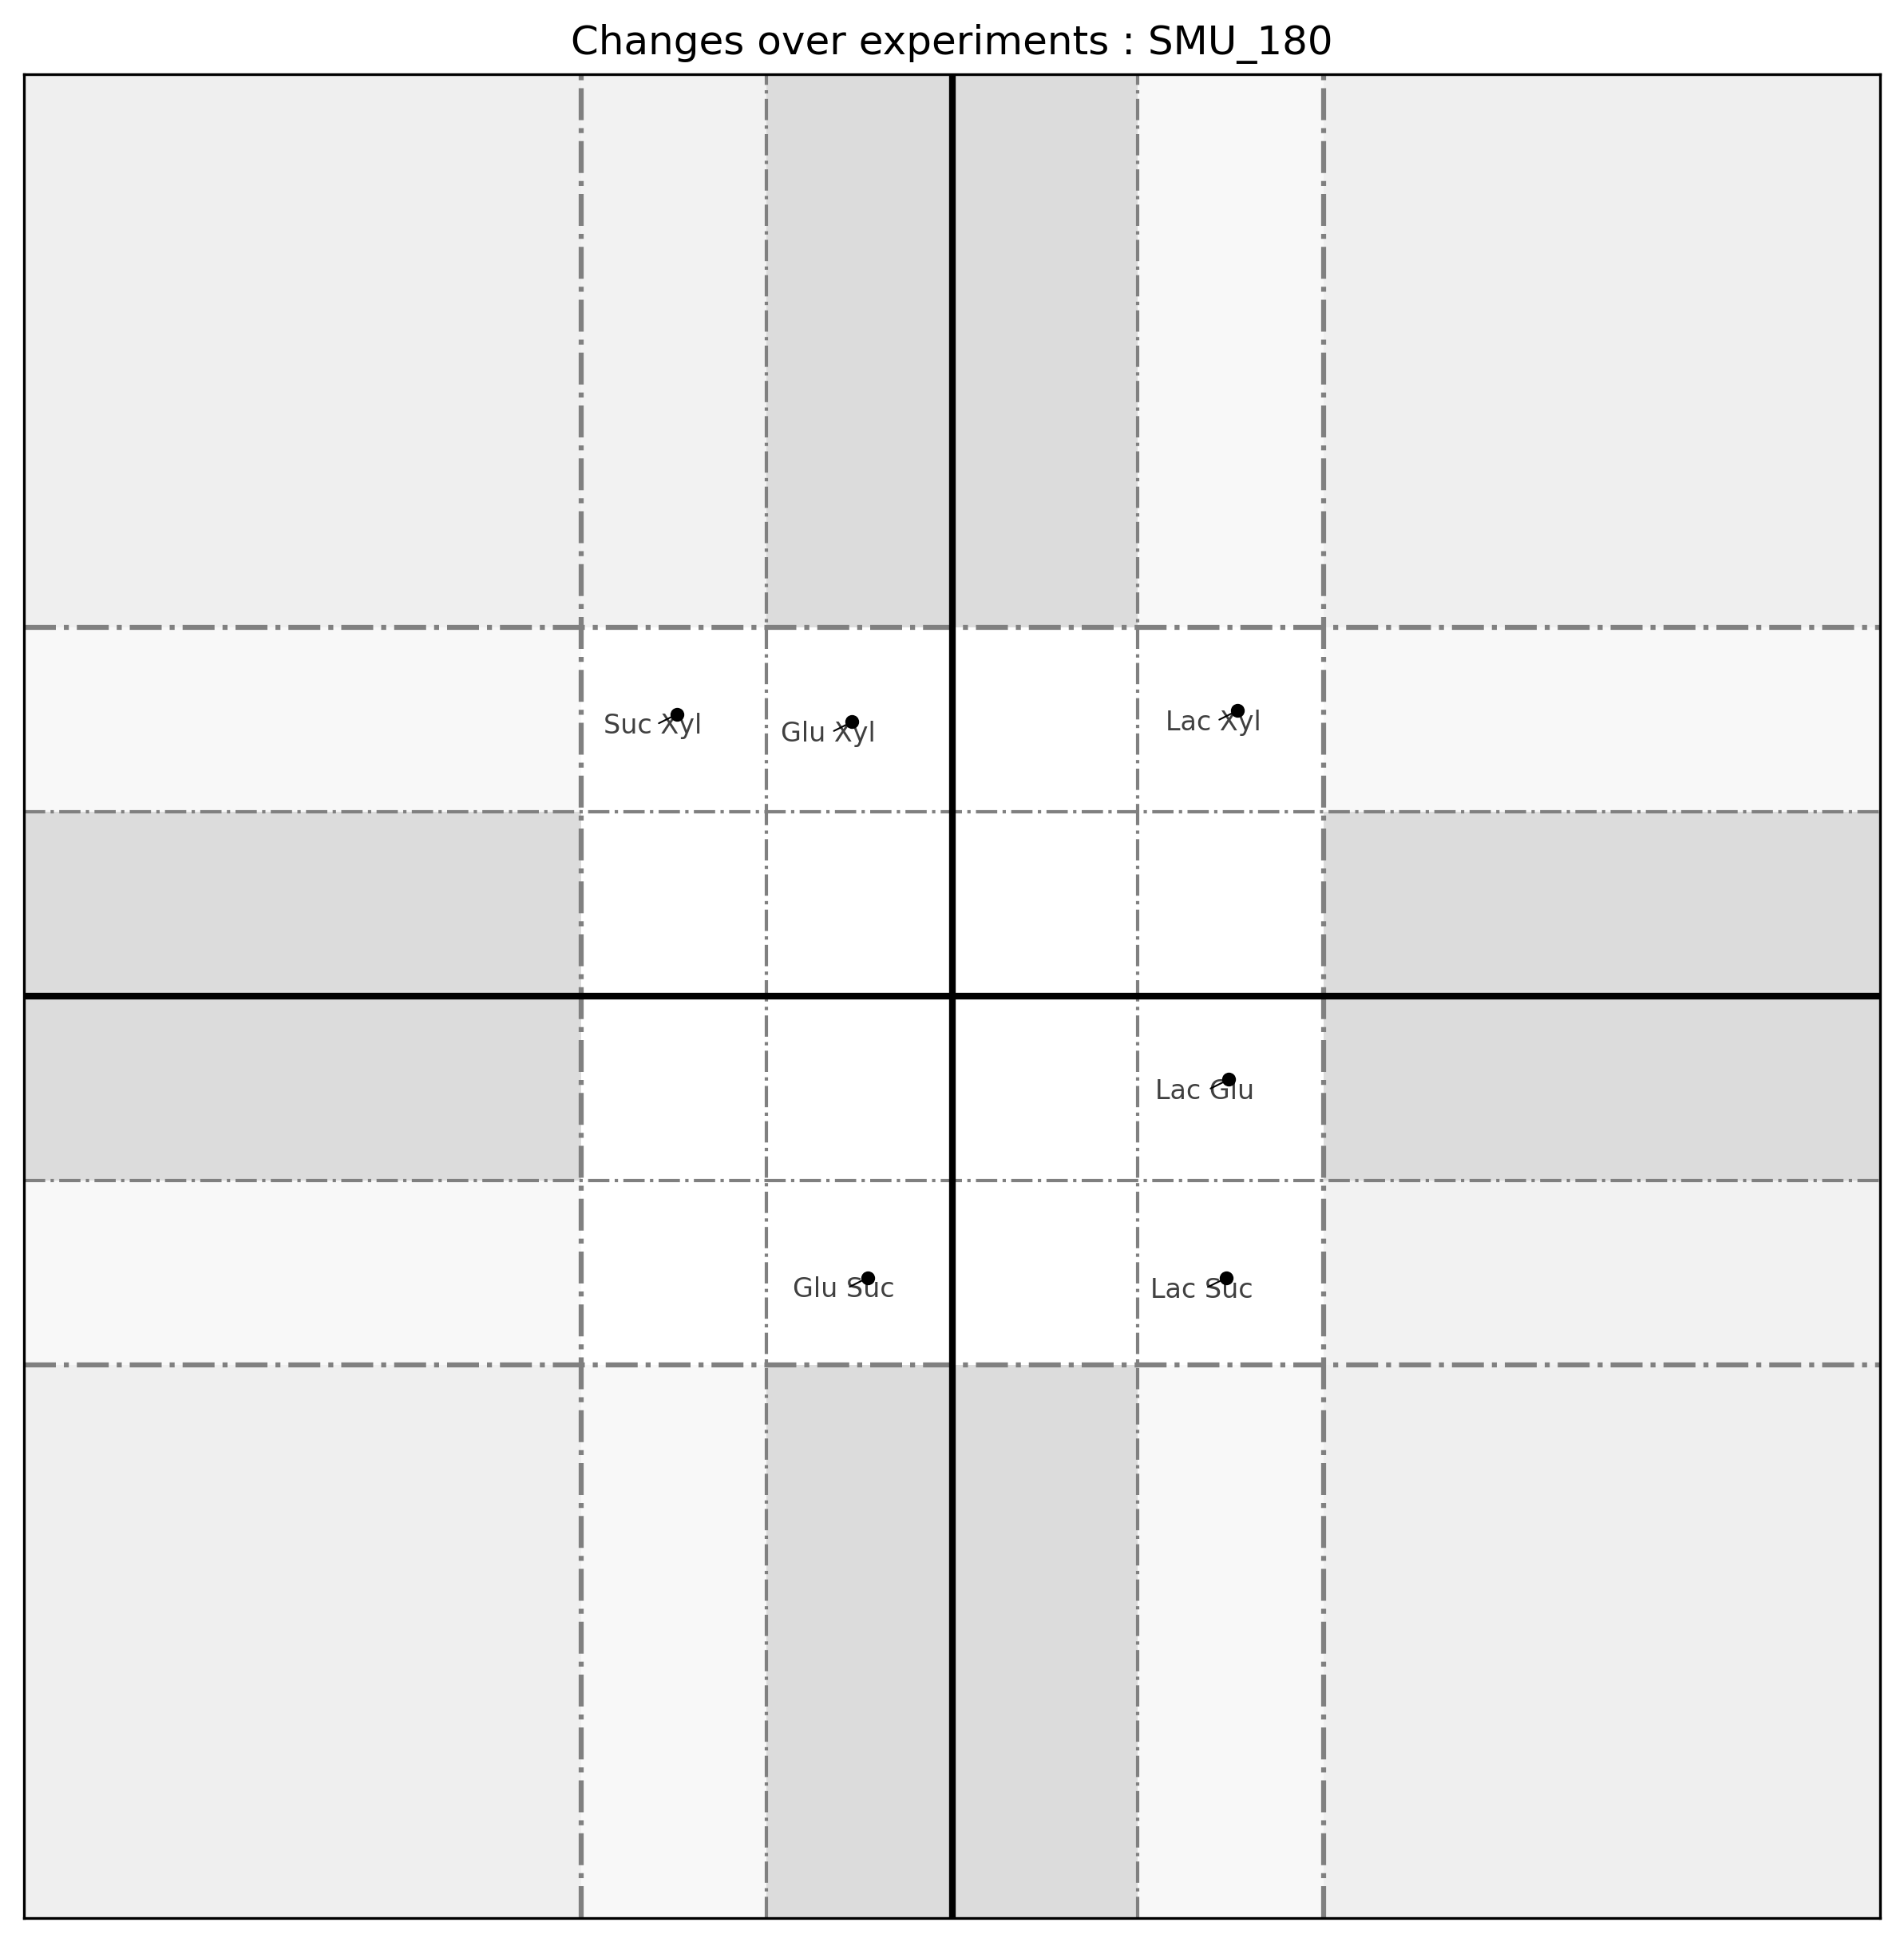 Changes over experiments : SMU_180
Suc Xyl
Glu Xyl
Lac Xyl
Lac Glu
Glu Suc
Lac Suc